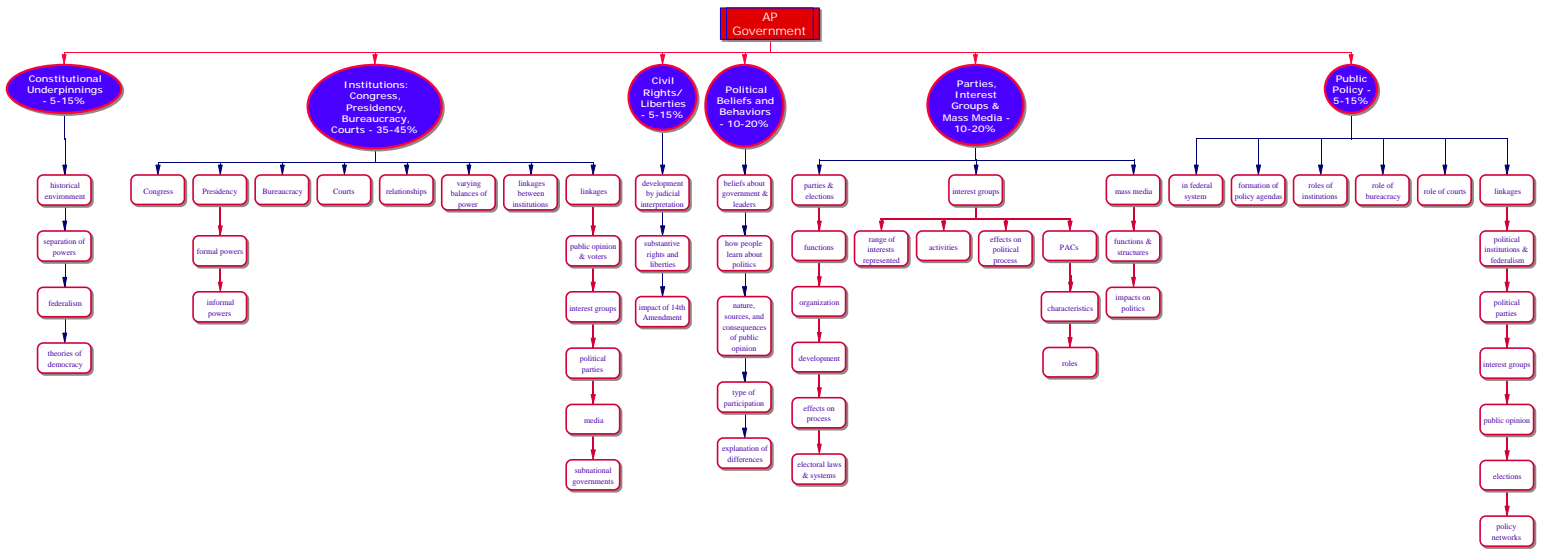 AP
Government
Constitutional
Underpinnings
- 5-15%
Institutions:
Congress,
Presidency,
Bureaucracy,
Courts - 35-45%
Civil
Rights/
Liberties
- 5-15%
Political
Beliefs and
Behaviors
- 10-20%
Parties,
Interest
Groups &
Mass Media -
10-20%
Public
Policy -
5-15%
historical
environment
separation of
powers
federalism
theories of
democracy
Congress
Presidency
formal powers
informal
powers
Bureaucracy
Courts
relationships
varying
balances of
power
linkages
between
institutions
linkages
public opinion
& voters
interest groups
political
parties
media
subnational
governments
development
by judicial
interpretation
substantive
rights and
liberties
impact of 14th
Amendment
beliefs about
government &
leaders
how people
learn about
politics
nature,
sources, and
consequences
of public
opinion
type of
participation
explanation of
differences
parties &
elections
functions
organization
development
effects on
process
electoral laws
& systems
interest groups
range of
interests
represented
activities
effects on
political
process
PACs
characteristics
roles
mass media
functions &
structures
impacts on
politics
in federal
system
formation of
policy agendas
roles of
institutions
role of
bureacracy
role of courts
linkages
political
institutions &
federalism
political
parties
interest groups
public opinion
elections
policy
networks